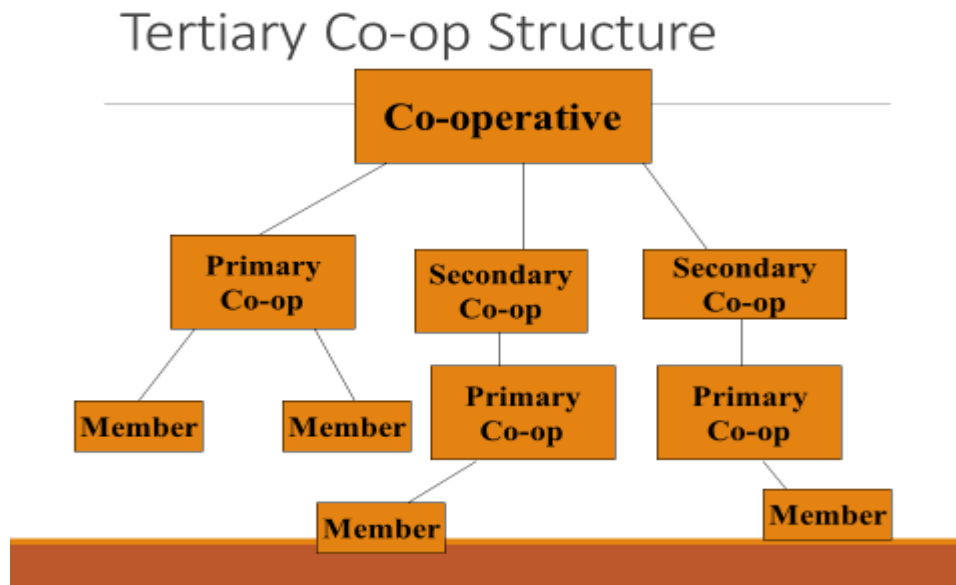 Tertiary Co-op Structure
Co-operative
Primary
Co-op
Secondary
Co-op
Secondary
Co-op
Member
Member
Primary
Co-op
Primary
Co-op
Member
Member